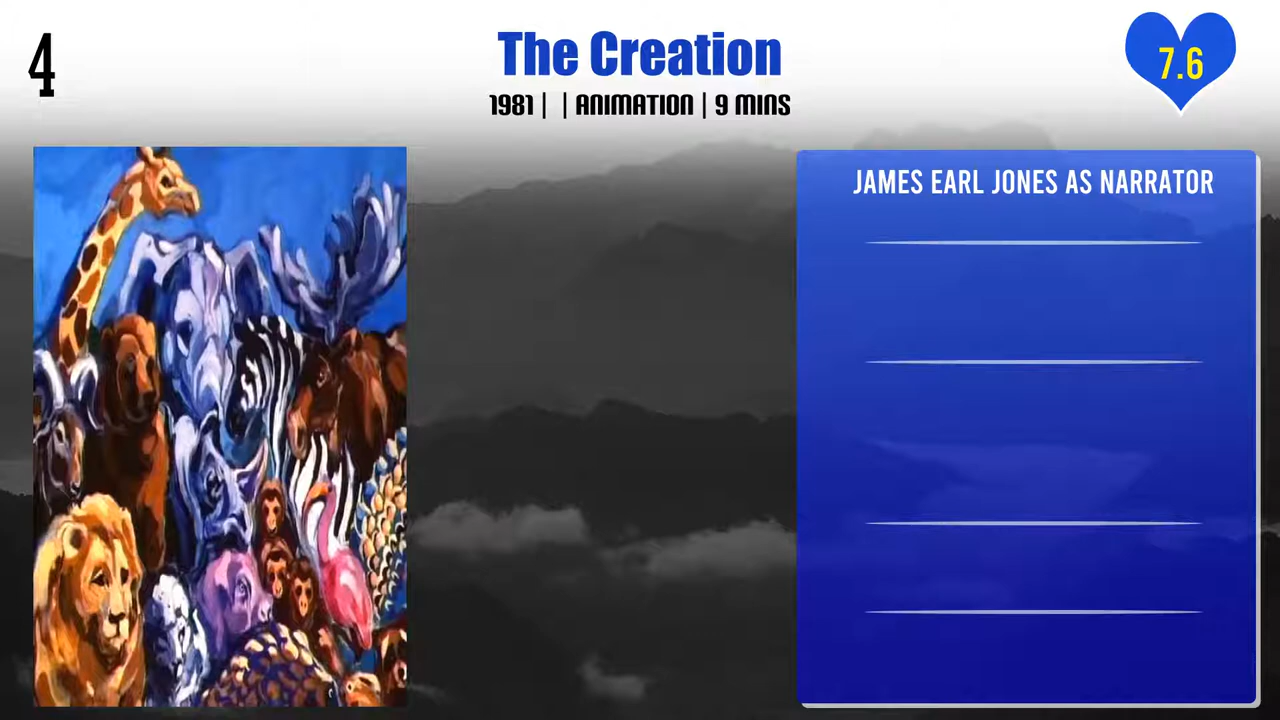 4
The Creation
1981 | | ANIMATION | 9 MINS
7.6
JAMES EARL JONES AS NARRATOR